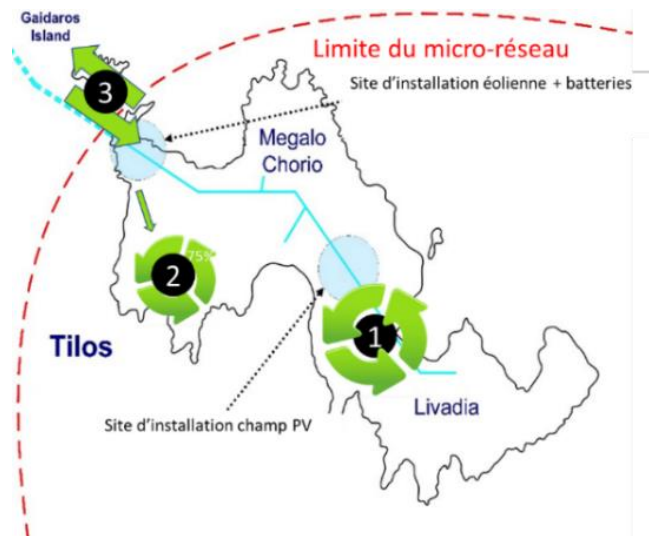 Gaidaros
Island
Limite du micro-réseau
Site d'installation éolienne + batteries
3
Megalo
Chorio
75%
2
Tilos
1
Livadia
Site d'installation champ PV